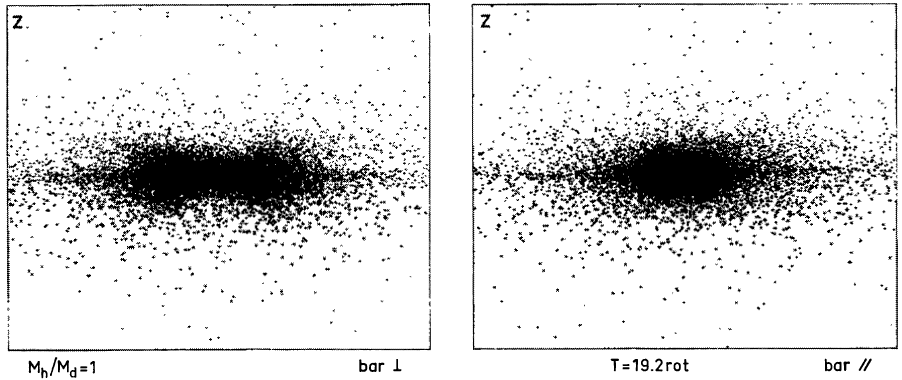 Z
Z
M_h/M_d=1
bar ⊥
T=19.2rot
bar //